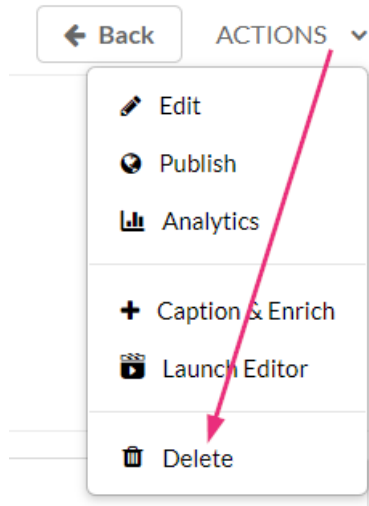 Back ACTIONS
Edit
Publish
Analytics
Caption & Enrich
Launch Editor
Delete